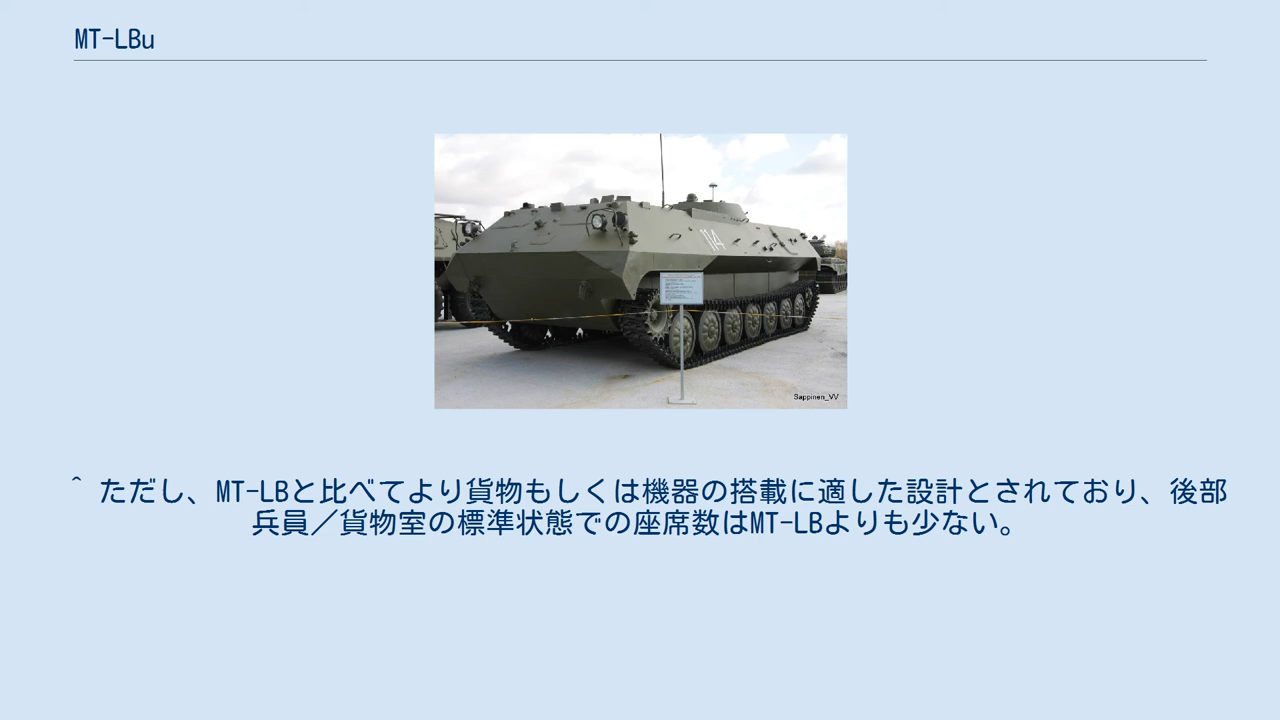 MT-LBu
114
Sappinen_VV
^ ただし、MT-LBと比べてより貨物もしくは機器の搭載に適した設計とされており、後部
兵員／貨物室の標準状態での座席数はMT-LBよりも少ない。